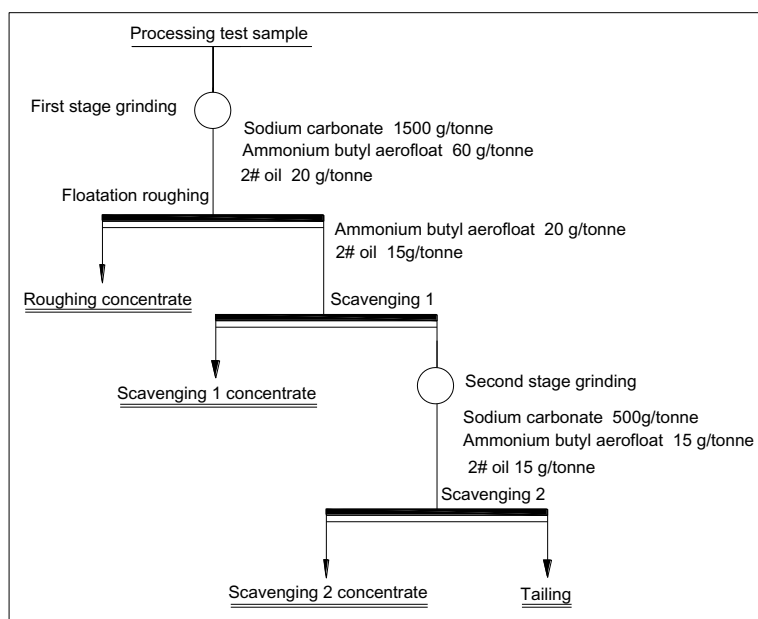 Processing test sample
First stage grinding
Sodium carbonate 1500 g/tonne
Ammonium butyl aerofloat 60 g/tonne
2# oil 20 g/tonne
Floatation roughing
Ammonium butyl aerofloat 20 g/tonne
2# oil 15g/tonne
Roughing concentrate
Scavenging 1
Scavenging 1 concentrate
Second stage grinding
Sodium carbonate 500g/tonne
Ammonium butyl aerofloat 15 g/tonne
2# oil 15 g/tonne
Scavenging 2
Scavenging 2 concentrate
Tailing